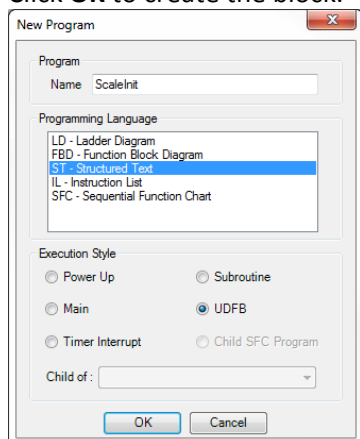 Click OK to create the block.
New Program
Program
Name ScaleInit
Programming Language
LD - Ladder Diagram
FBD - Function Block Diagram
ST - Structured Text
IL - Instruction List
SFC - Sequential Function Chart
Execution Style
Power Up Subroutine
Main UDFB
Timer Interrupt Child SFC Program
Child of :
OK Cancel